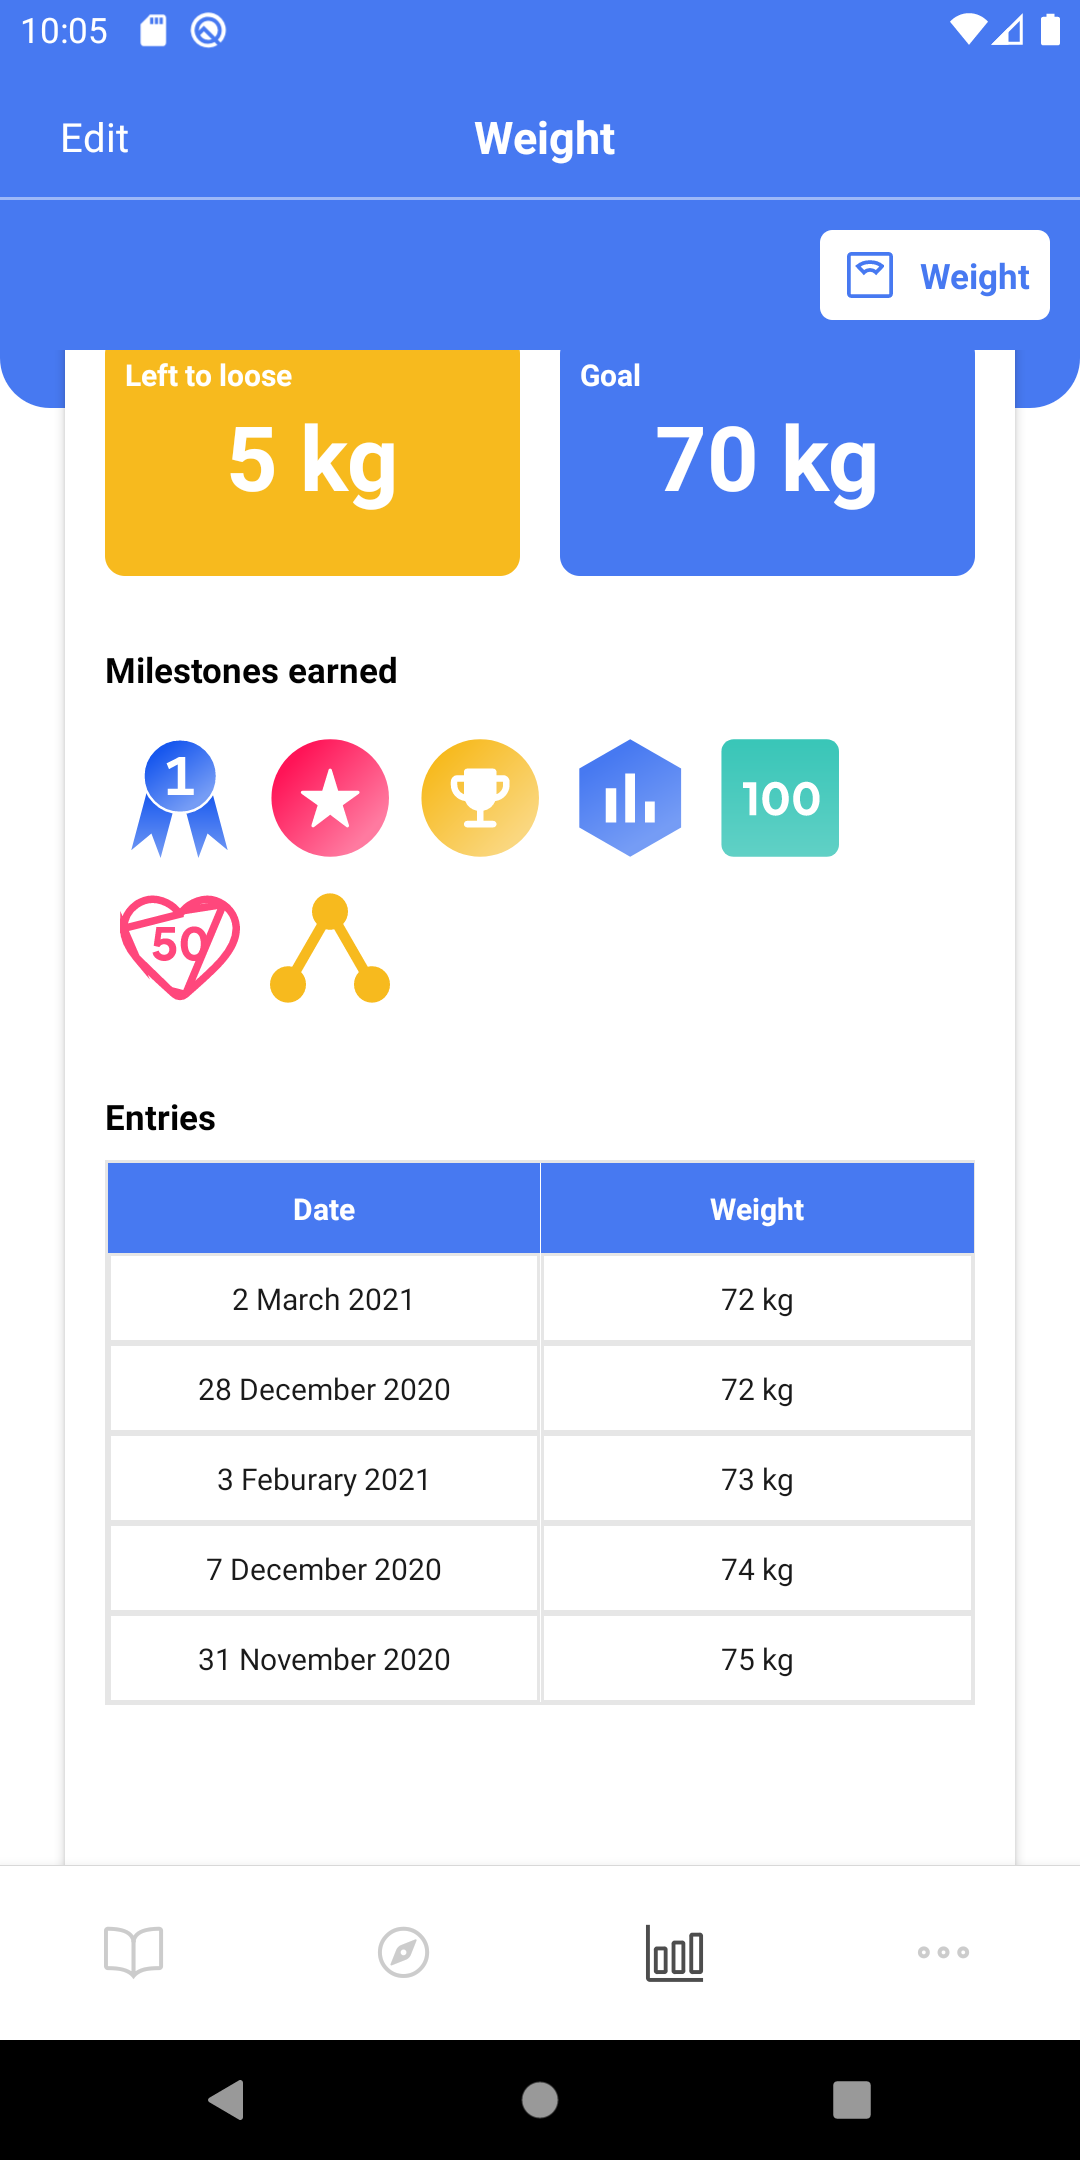 10:05
Edit
Weight
Weight
Left to loose
Goal
5 kg
70 kg
Milestones earned
1
100
50
Entries
Date
Weight
2 March 2021
72 kg
28 December 2020
72 kg
3 Feburary 2021
73 kg
7 December 2020
74 kg
31 November 2020
75 kg